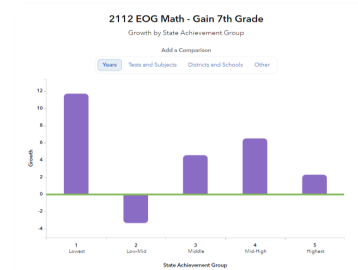 2112 EOG Math - Gain 7th Grade
Growth by State Achievement Group
Add a Comparison
Years Tests and Subjects Districts and Schools Other
12
10
8
6
4
2
0
-2
-4
Growth
1 2 3 4 5
Lowest Low-Mid Middle Mid-High Highest
State Achievement Group